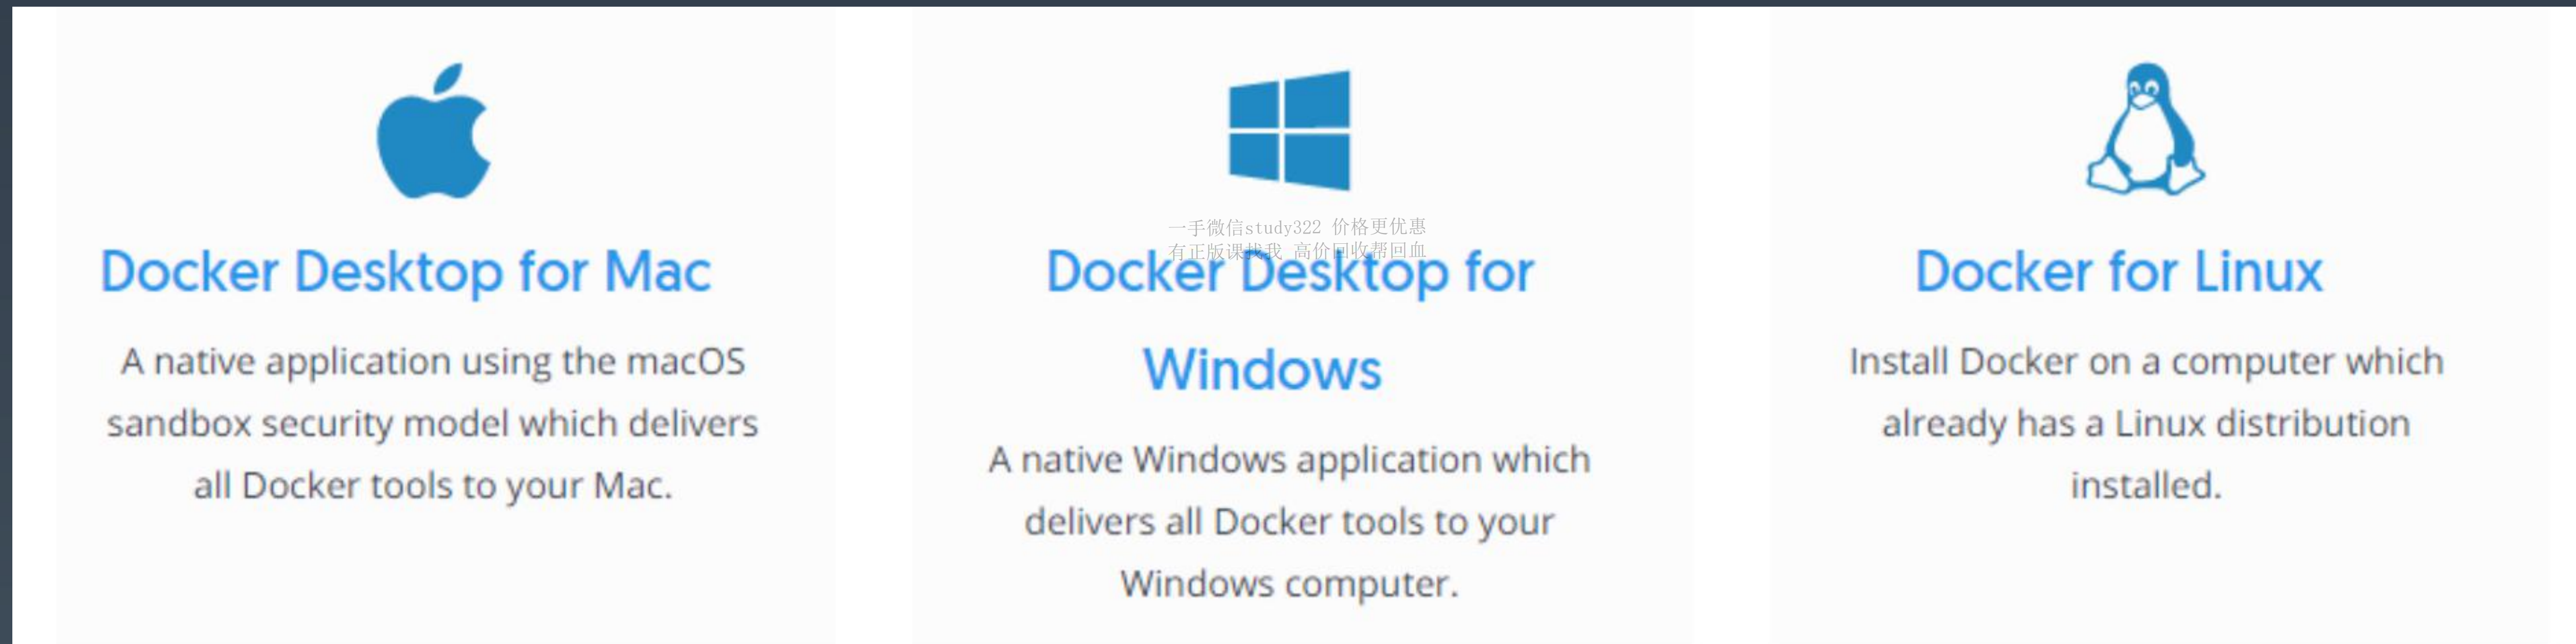 Docker Desktop for Mac
A native application using the macOS
sandbox security model which delivers
all Docker tools to your Mac.
一手微信study322 价格更优惠
有正版课找我 高价回收帮回血
Docker Desktop for
Windows
A native Windows application which
delivers all Docker tools to your
Windows computer.
Docker for Linux
Install Docker on a computer which
already has a Linux distribution
installed.